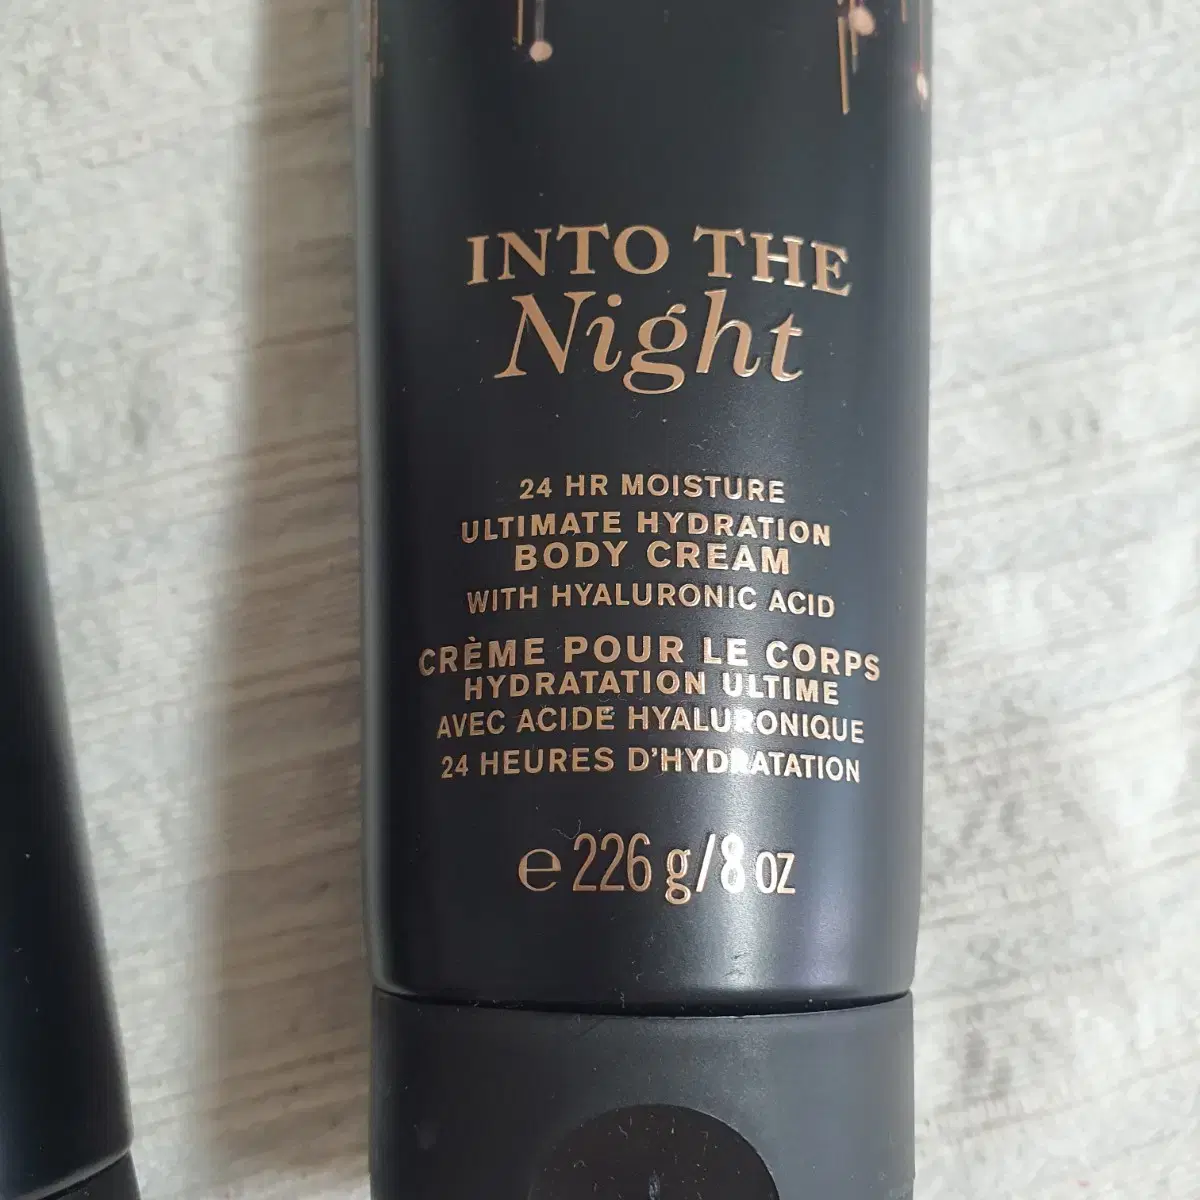 INTO THE
Night
24 HR MOISTURE
ULTIMATE HYDRATION
BODY CREAM
WITH HYALURONIC ACID
CRÈME POUR LE CORPS
HYDRATATION ULTIME
AVEC ACIDE HYALURONIQUE
24 HEURES D'HYDRATATION
℮ 226 g/8 oz